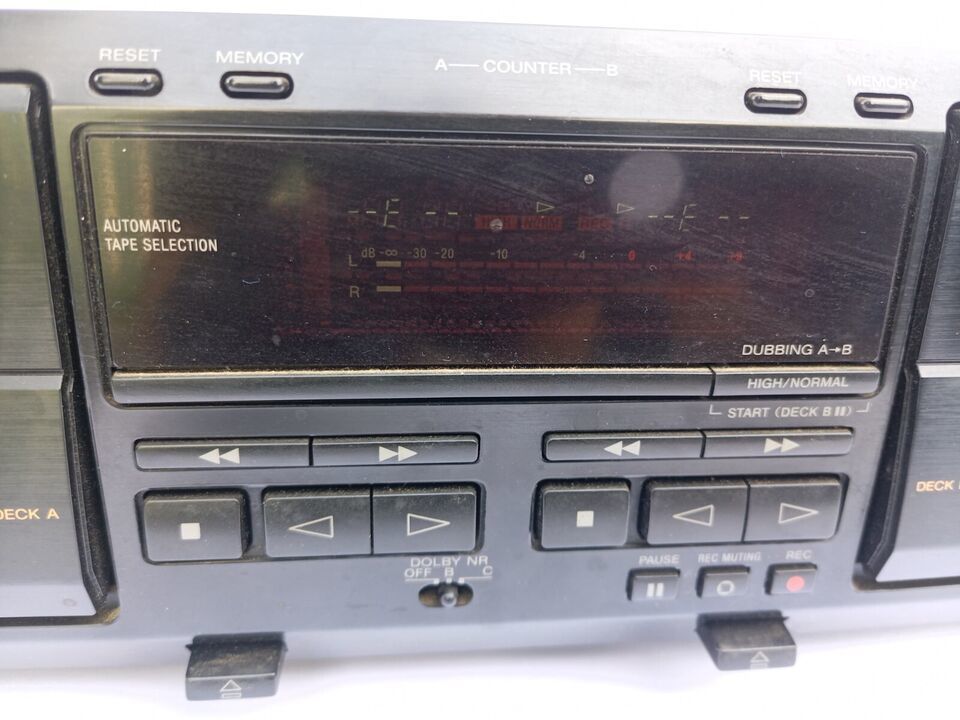 RESET
MEMORY
A — COUNTER — B
RESET
MEMORY
AUTOMATIC
TAPE SELECTION
--E --
--E --
dB -∞ -30 -20 -10 -4 0 +4 +8
L
R
DUBBING A→B
HIGH/NORMAL
START (DECK B II)
DECK A
DECK
DOLBY NR
OFF B C
PAUSE
REC MUTING
REC